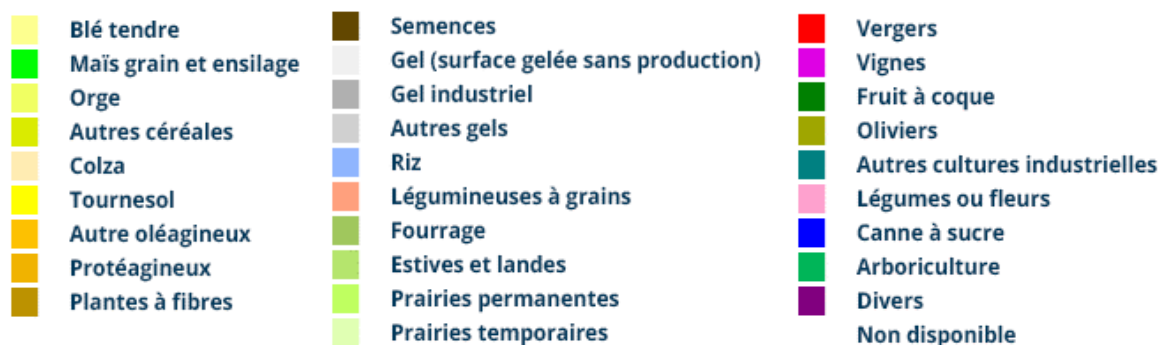 Blé tendre
Maïs grain et ensilage
Orge
Autres céréales
Colza
Tournesol
Autre oléagineux
Protéagineux
Plantes à fibres
Semences
Gel (surface gelée sans production)
Gel industriel
Autres gels
Riz
Légumineuses à grains
Fourrage
Estives et landes
Prairies permanentes
Prairies temporaires
Vergers
Vignes
Fruit à coque
Oliviers
Autres cultures industrielles
Légumes ou fleurs
Canne à sucre
Arboriculture
Divers
Non disponible